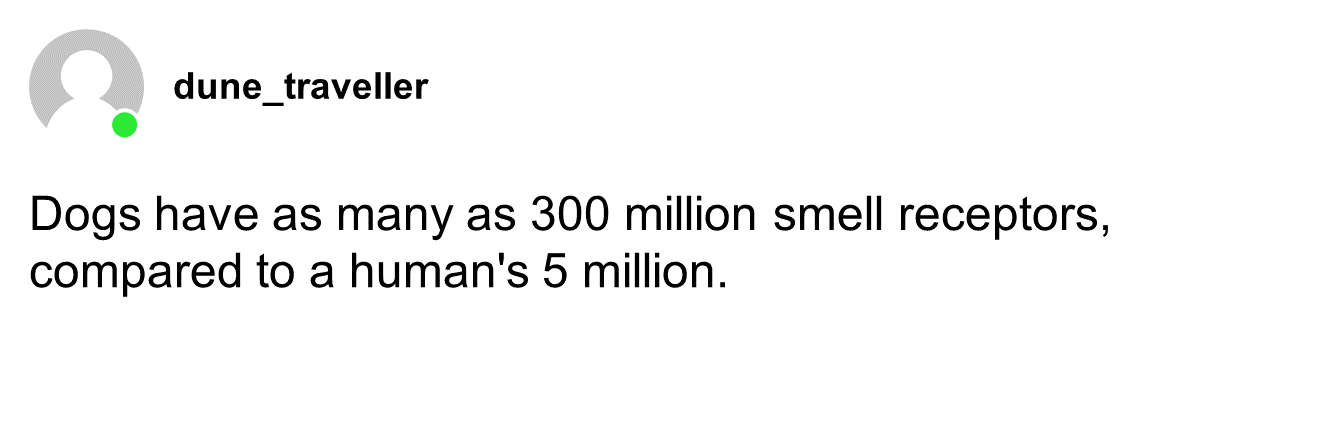 dune_traveller
Dogs have as many as 300 million smell receptors,
compared to a human's 5 million.